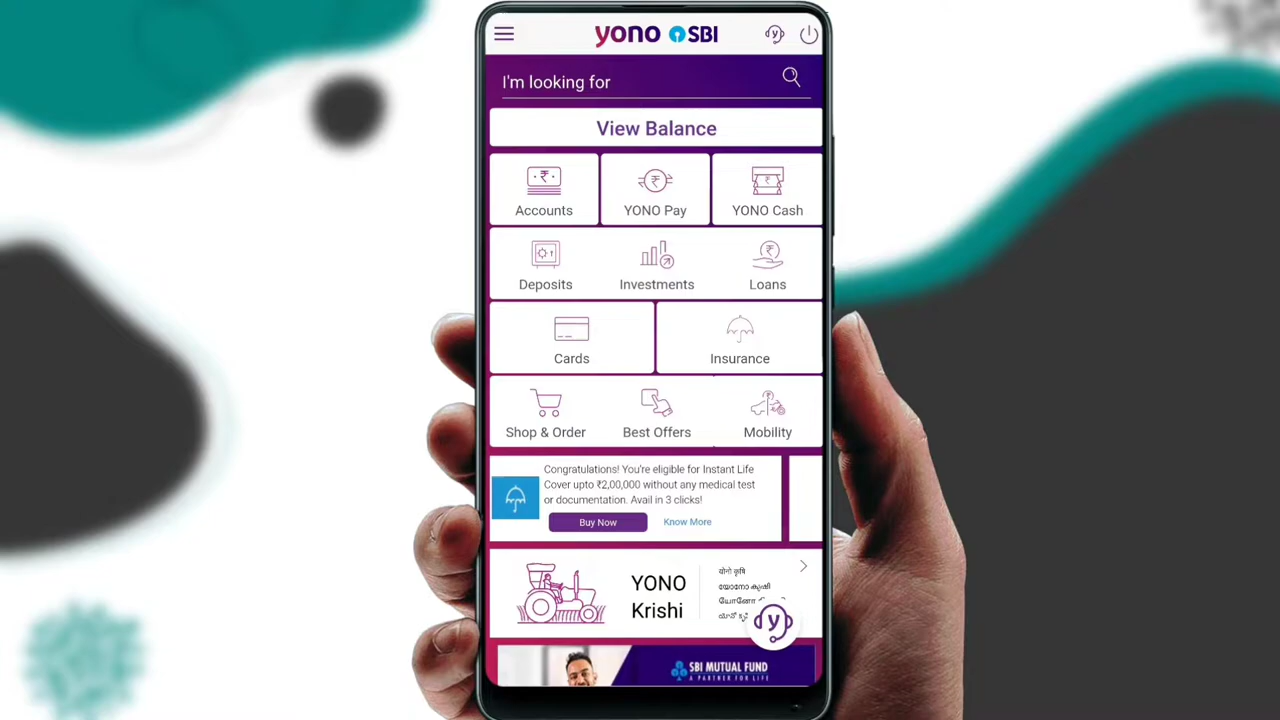 yono SBI
I'm looking for
View Balance
Accounts
YONO Pay
YONO Cash
Deposits
Investments
Loans
Cards
Insurance
Shop & Order
Best Offers
Mobility
Congratulations! You're eligible for Instant Life
Cover upto ₹2,00,000 without any medical test
or documentation. Avail in 3 clicks!
Buy Now
Know More
YONO
Krishi
योनो कृषि
యోనో కృషి
യോനോ
y
SBI MUTUAL FUND
A PARTNER FOR LIFE